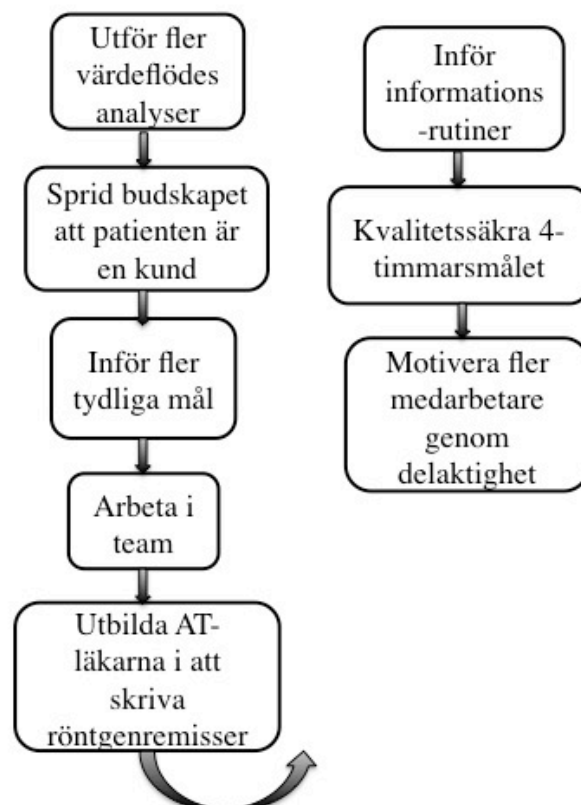 Utför fler
värdeflödes
analyser
Sprid budskapet
att patienten är
en kund
Inför fler
tydliga mål
Arbeta i
team
Utbilda AT-
läkarna i att
skriva
röntgenremisser
Inför
informations
-rutiner
Kvalitetssäkra 4-
timmarsmålet
Motivera fler
medarbetare
genom
delaktighet